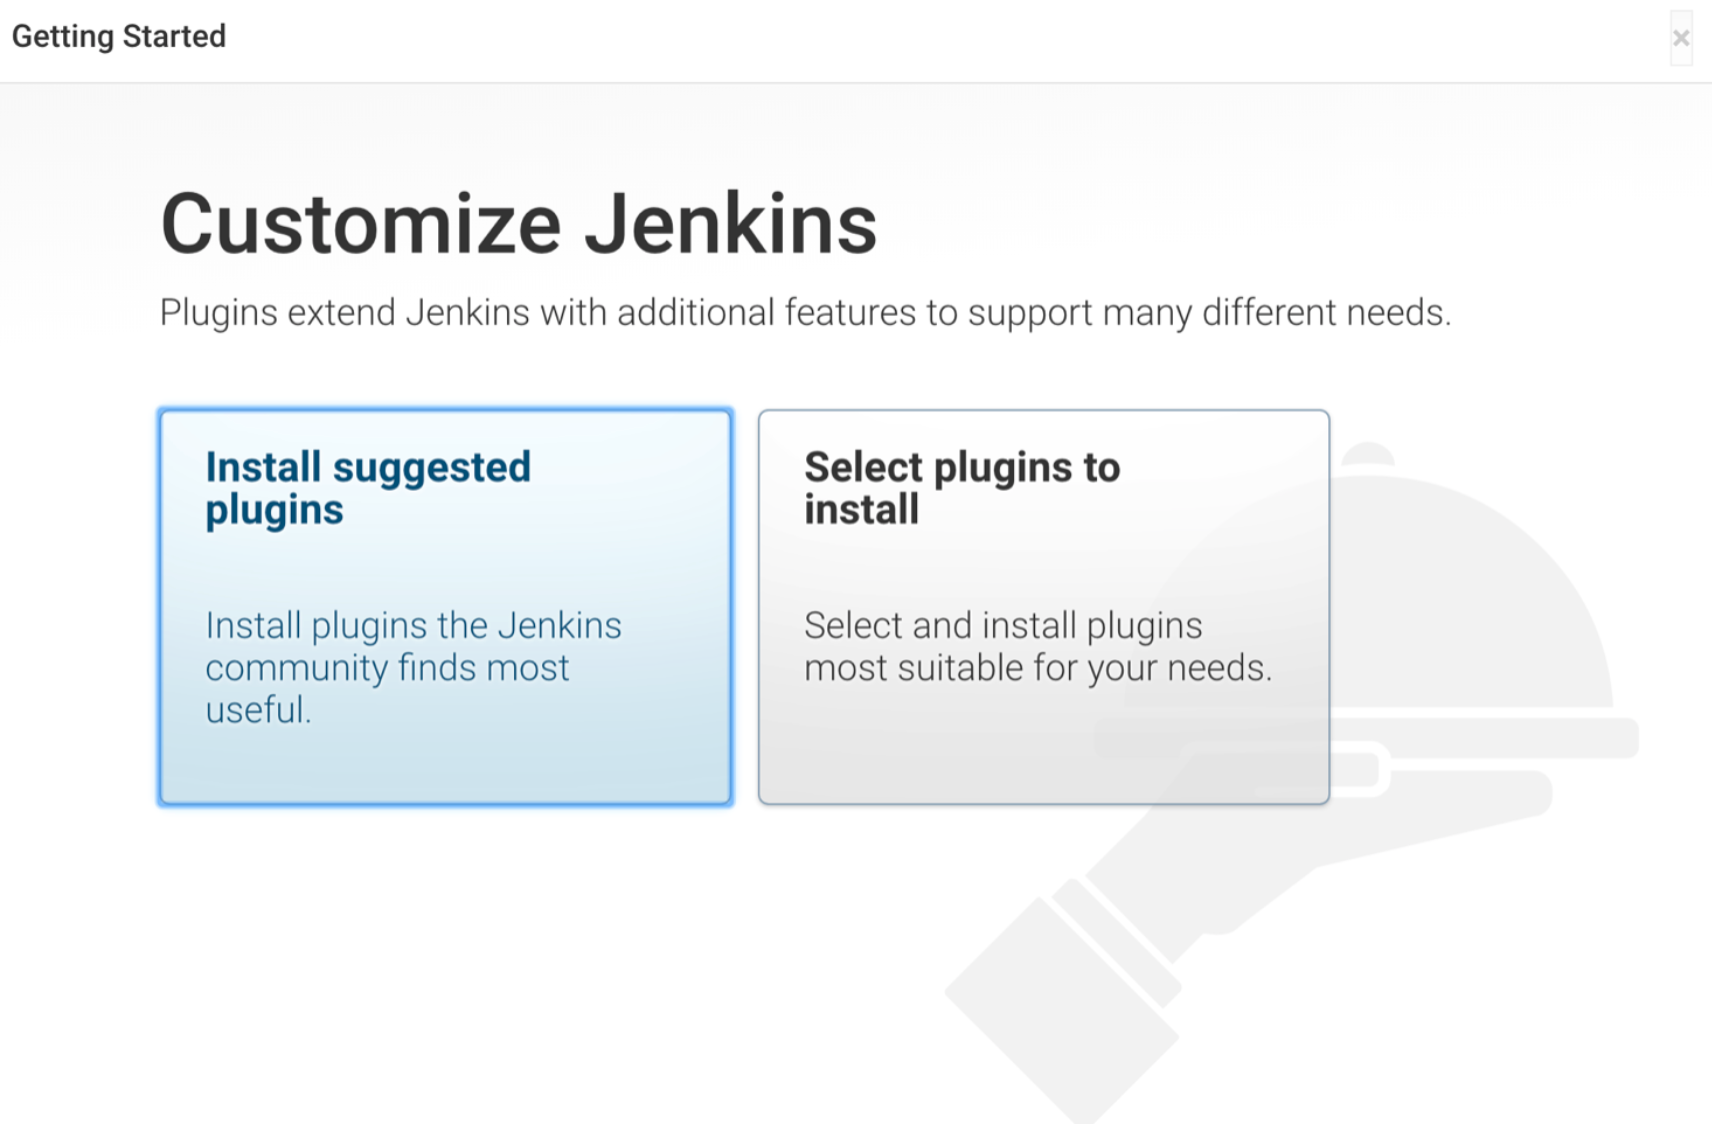 Getting Started
×
Customize Jenkins
Plugins extend Jenkins with additional features to support many different needs.
Install suggested
plugins
Install plugins the Jenkins
community finds most
useful.
Select plugins to
install
Select and install plugins
most suitable for your needs.